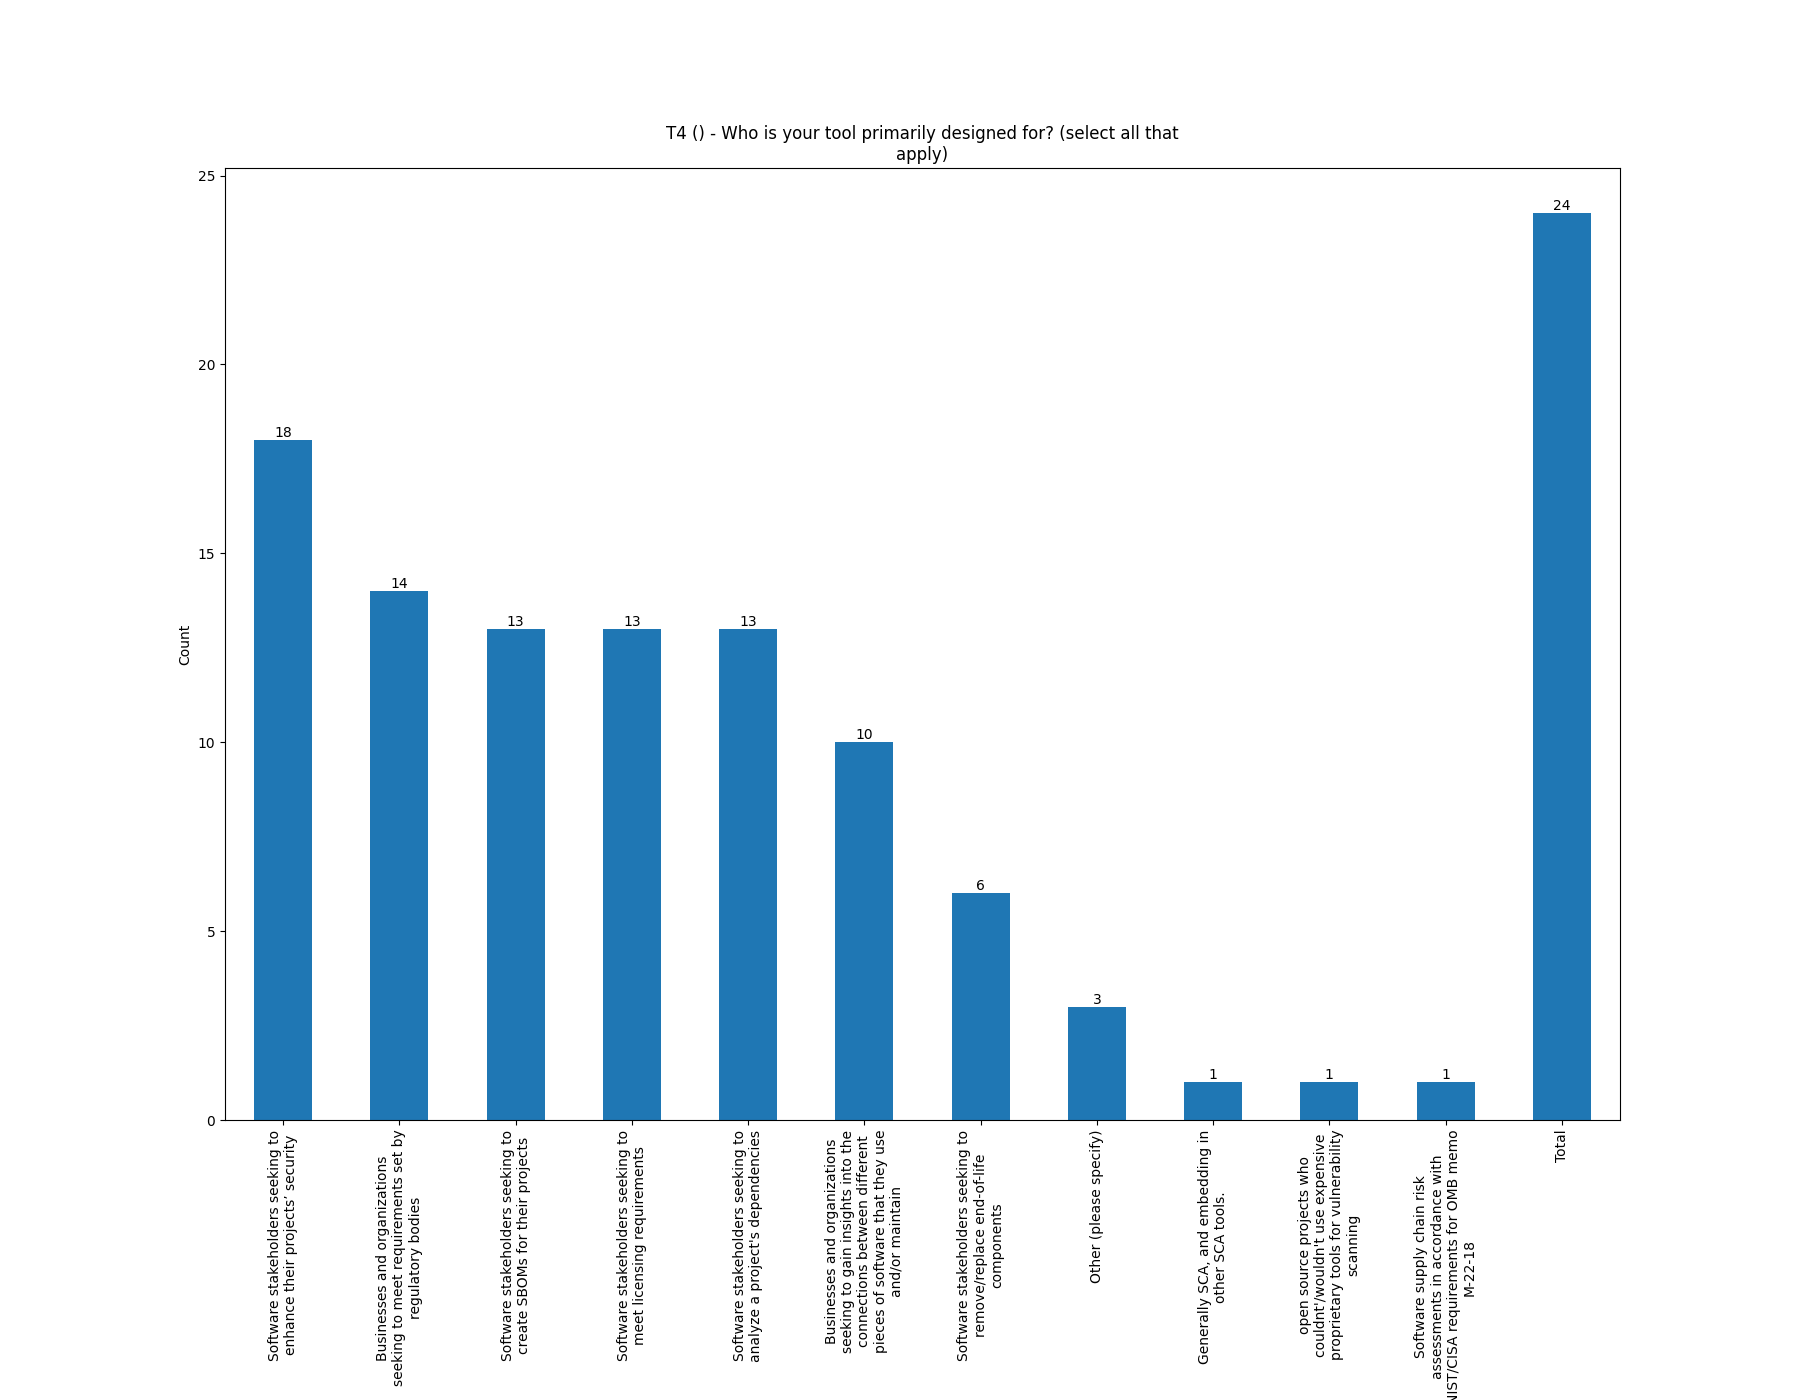 T4 () - Who is your tool primarily designed for? (select all that
apply)
25
20
15
10
5
0
Count
18
14
13
13
13
10
6
3
1
1
1
24
Software stakeholders seeking to
enhance their projects’ security
Businesses and organizations
seeking to meet requirements set by
regulatory bodies
Software stakeholders seeking to
create SBOMs for their projects
Software stakeholders seeking to
meet licensing requirements
Software stakeholders seeking to
analyze a project's dependencies
Businesses and organizations
seeking to gain insights into the
connections between different
pieces of software that they use
and/or maintain
Software stakeholders seeking to
remove/replace end-of-life
components
Other (please specify)
Generally SCA, and embedding in
other SCA tools.
open source projects who
couldnt'/wouldn't use expensive
proprietary tools for vulnerability
scanning
Software supply chain risk
assessments in accordance with
requirements for OMB memo
M-22-18
Total